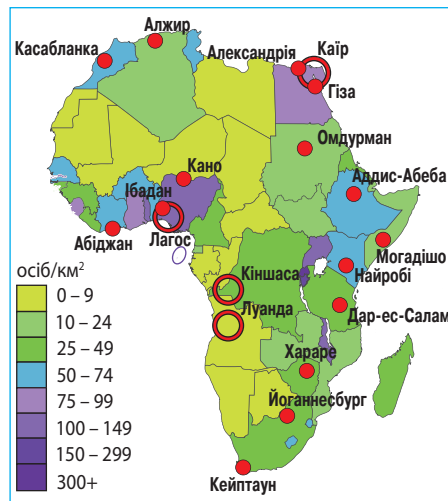 Алжир
Касабланка
Александрія
Каїр
Гіза
Омдурман
Кано
Ібадан
Аддис-Абеба
Абіджан
Лагос
Могадішо
Найробі
Кіншаса
Луанда
Дар-ес-Салам
Хараре
Йоганнесбург
Кейптаун
осіб/км²
0 – 9
10 – 24
25 – 49
50 – 74
75 – 99
100 – 149
150 – 299
300+